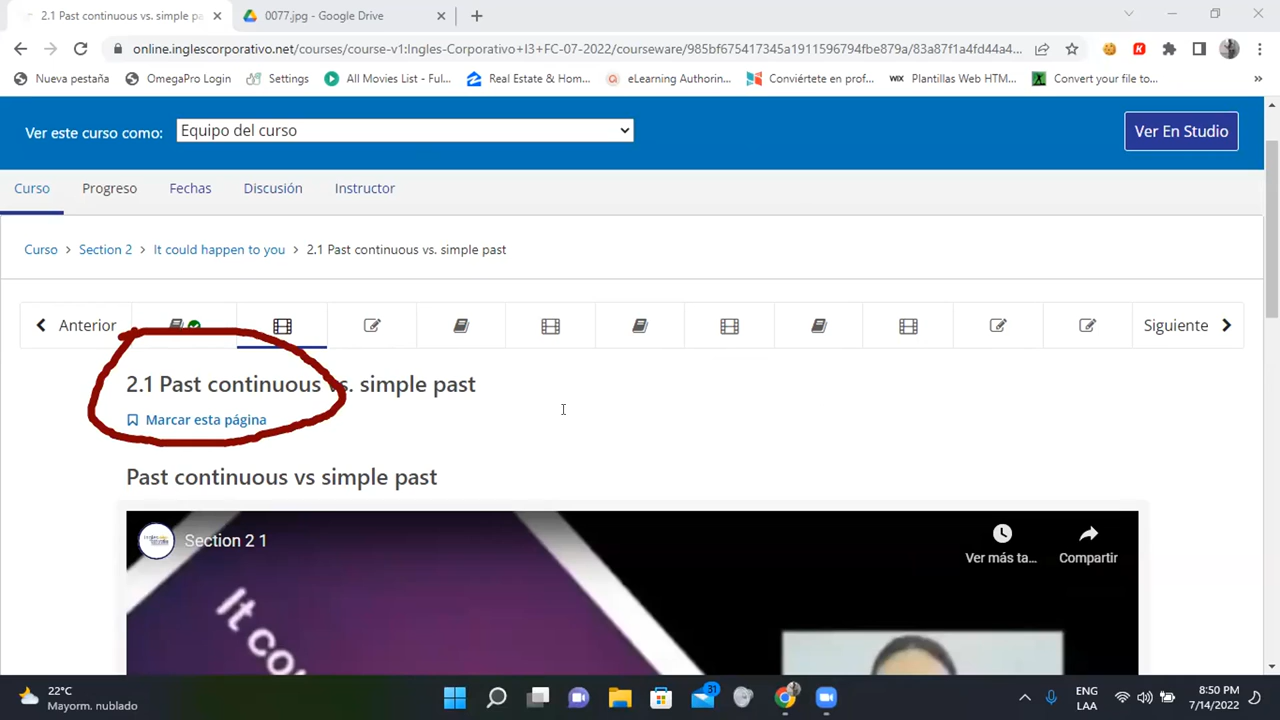 2.1 Past continuous vs. simple pa
0077.jpg - Google Drive
online.inglescorporativo.net/courses/course-v1:Ingles-Corporativo+I3+FC-07-2022/courseware/985bf675417345a1911596794fbe879a/83a87f1a4fd44a4...
Nueva pestaña
OmegaPro Login
Settings
All Movies List - Ful...
Real Estate & Hom...
eLearning Authorin...
Conviértete en prof...
WIX Plantillas Web HTM...
Convert your file to...
»
Ver este curso como:
Equipo del curso
Ver En Studio
Curso
Progreso
Fechas
Discusión
Instructor
Curso > Section 2 > It could happen to you > 2.1 Past continuous vs. simple past
Anterior
Siguiente
2.1 Past continuous vs. simple past
Marcar esta página
Past continuous vs simple past
Section 2 1
Ver más ta...
Compartir
It co
22°C
Mayorm. nublado
31
ENG
LAA
8:50 PM
7/14/2022